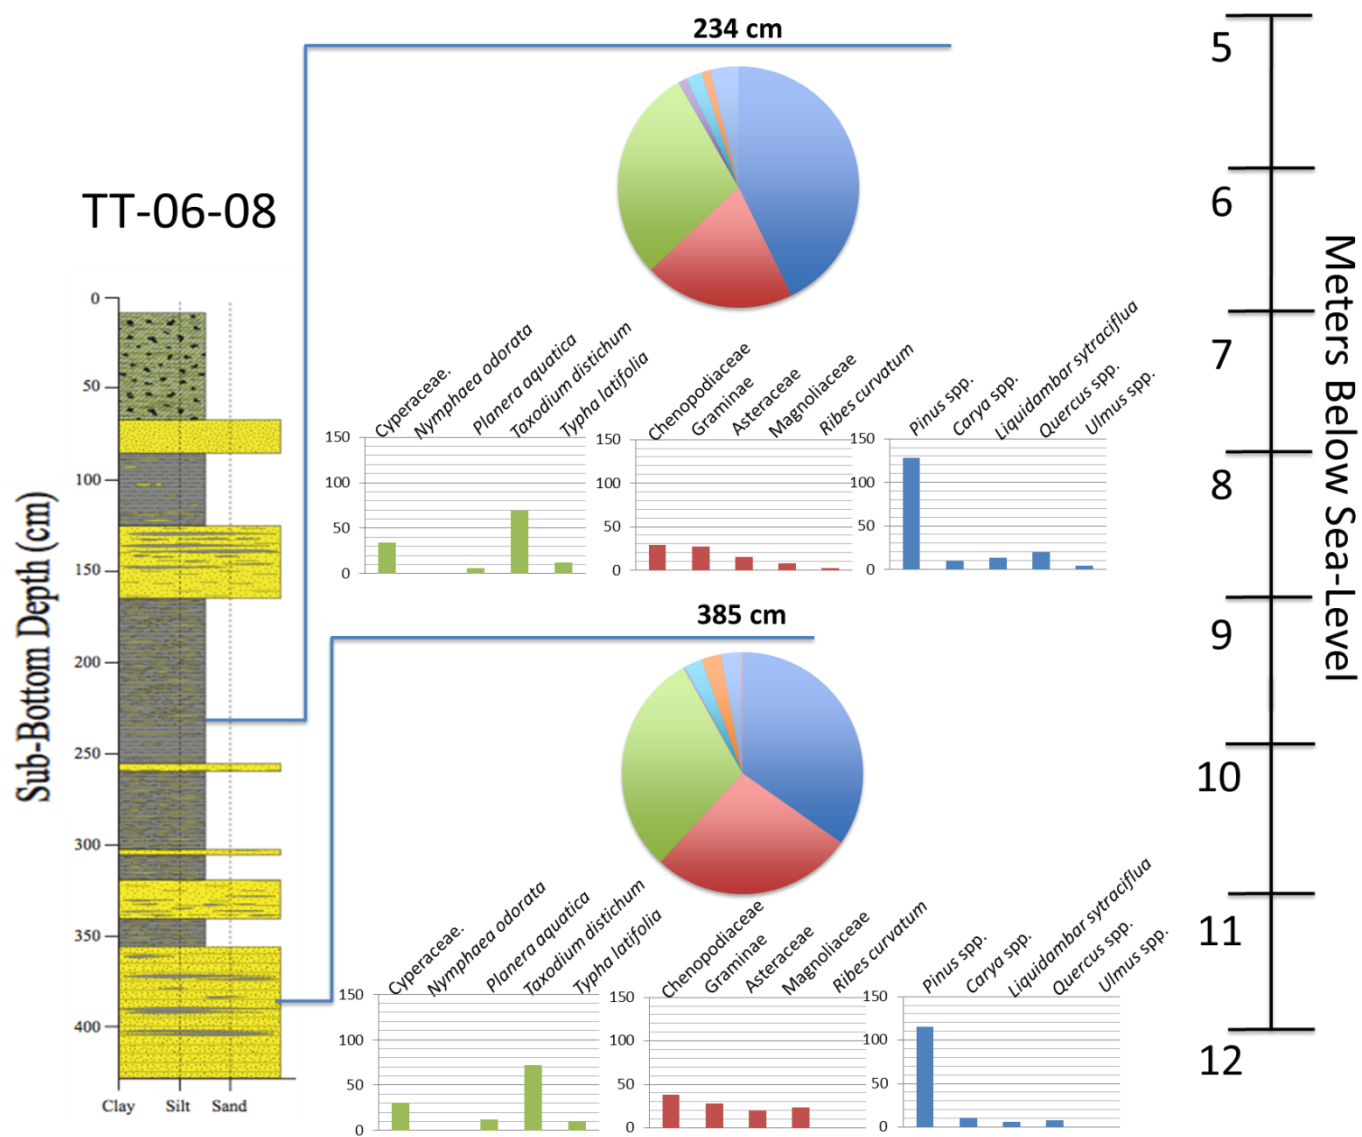 234 cm
TT-06-08
Sub-Bottom Depth (cm)
0
50
100
150
200
250
300
350
400
Clay Silt Sand
Cyperaceae.
Nymphaea odorata
Planera aquatica
Taxodium distichum
Typha latifolia
150
100
50
0
Chenopodiaceae
Graminae
Asteraceae
Magnoliaceae
Ribes curvatum
150
100
50
0
Pinus spp.
Carya spp.
Liquidambar sytraciflua
Quercus spp.
Ulmus spp.
150
100
50
0
385 cm
Cyperaceae.
Nymphaea odorata
Planera aquatica
Taxodium distichum
Typha latifolia
150
100
50
0
Chenopodiaceae
Graminae
Asteraceae
Magnoliaceae
Ribes curvatum
150
100
50
0
Pinus spp.
Carya spp.
Liquidambar sytraciflua
Quercus spp.
Ulmus spp.
150
100
50
0
5
6
7
8
9
10
11
12
Meters Below Sea-Level